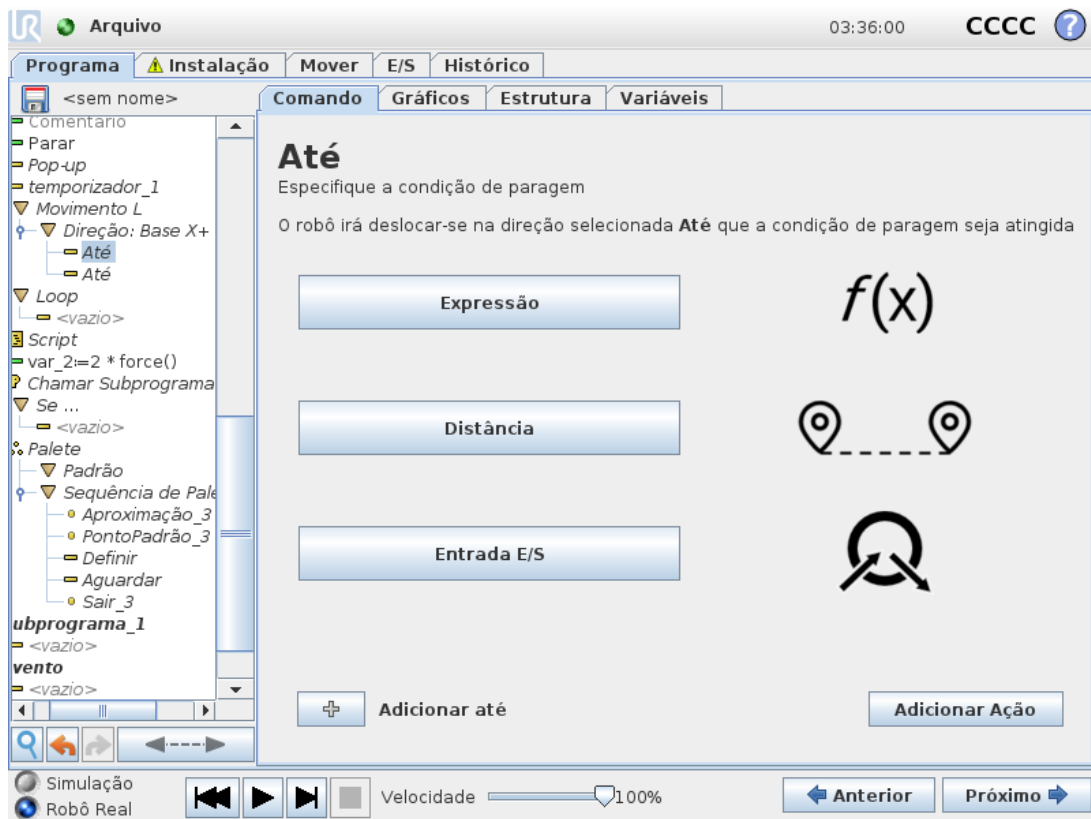 UR Arquivo 03:36:00 CCCC ?
Programa Instalação Mover E/S Histórico
<sem nome> Comando Gráficos Estrutura Variáveis
Comentário
Parar
Pop-up
temporizador_1
Movimento L
Direção: Base X+
Até
Até
Loop
<vazio>
Script
var_2:=2 * force()
Chamar Subprograma
Se ...
<vazio>
Palete
Padrão
Sequência de Pale
Aproximação_3
PontoPadrão_3
Definir
Aguardar
Sair_3
ubprograma_1
<vazio>
vento
<vazio>
Até
Especifique a condição de paragem
O robô irá deslocar-se na direção selecionada Até que a condição de paragem seja atingida
Expressão f(x)
Distância
Entrada E/S
Adicionar até Adicionar Ação
Simulação
Robô Real
Velocidade 100% Anterior Próximo